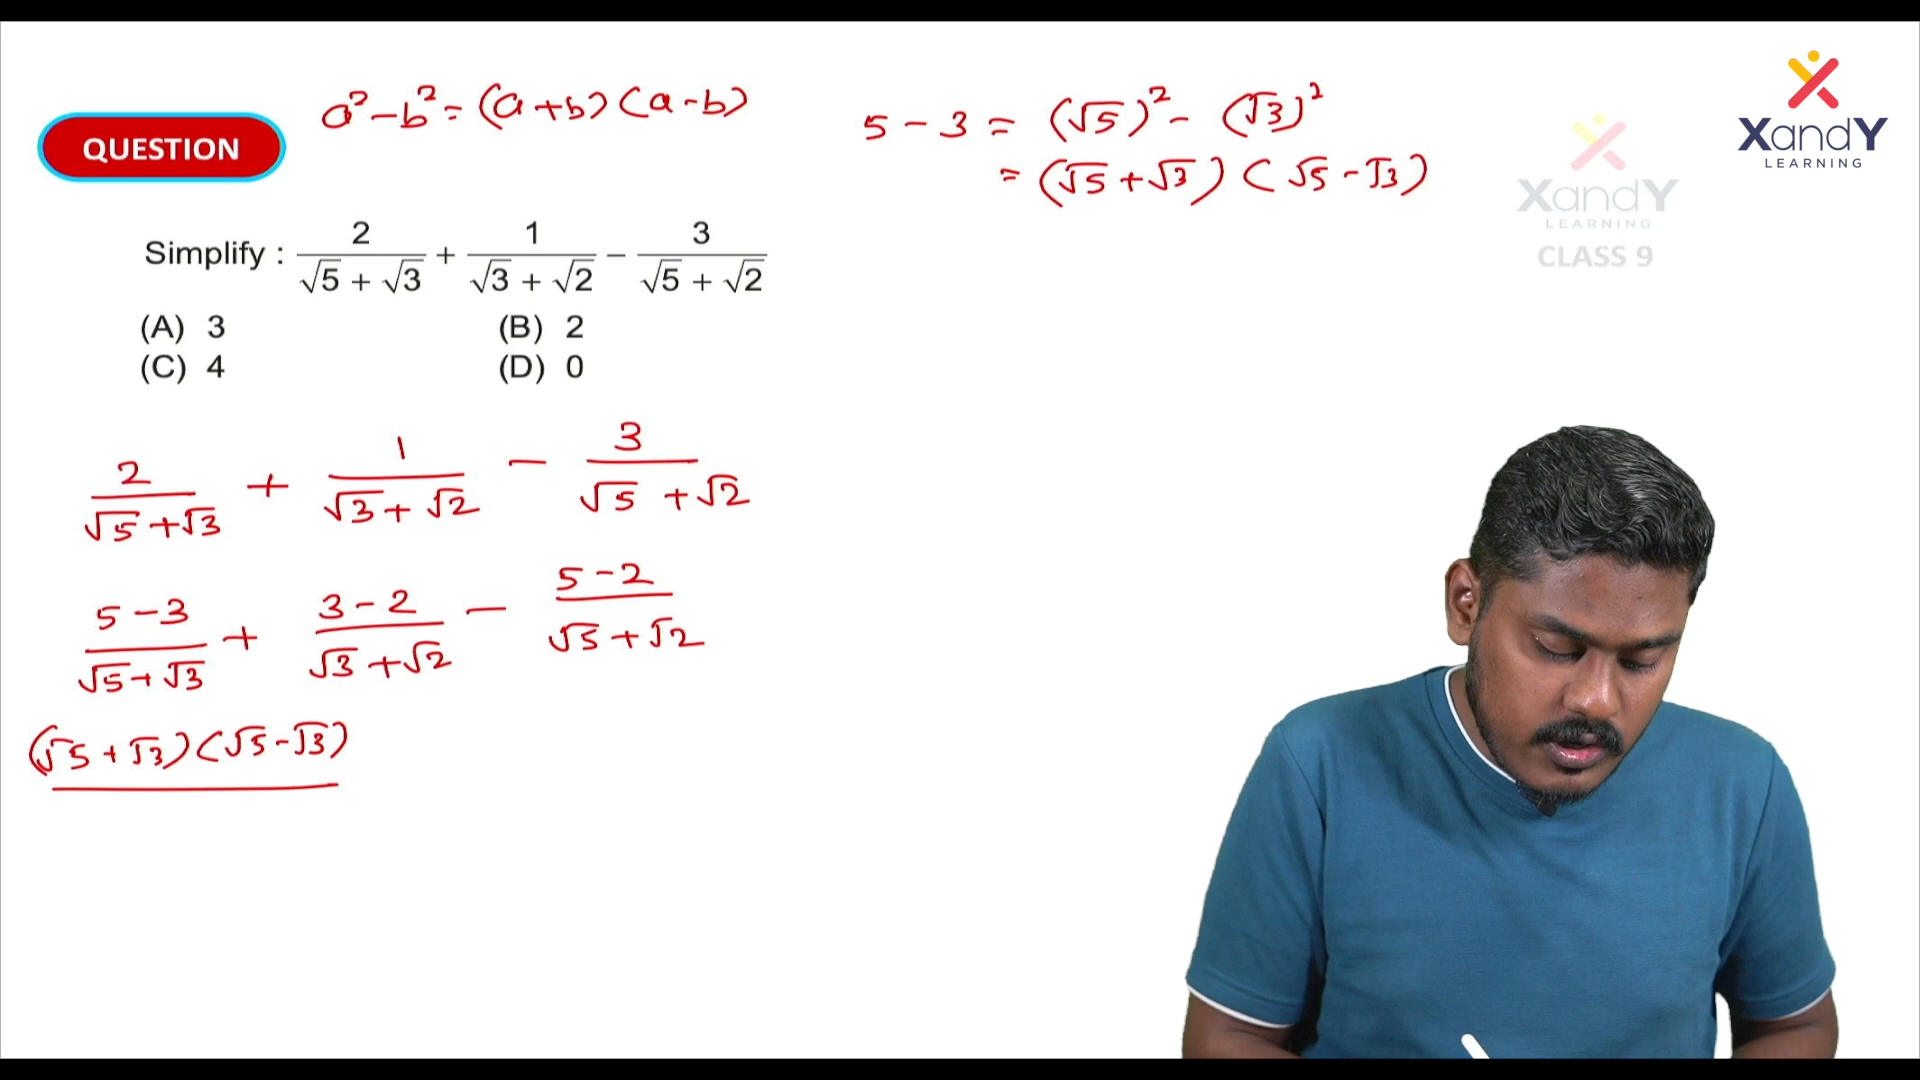 a² - b² = (a+b)(a-b)
5 - 3 = (√5)² - (√3)²
= (√5 + √3)(√5 - √3)
XandY
LEARNING
XandY
LEARNING
CLASS 9
QUESTION
Simplify : 2/(√5 + √3) + 1/(√3 + √2) − 3/(√5 + √2)
(A) 3 (B) 2
(C) 4 (D) 0
2/(√5 + √3) + 1/(√3 + √2) − 3/(√5 + √2)
5-3/(√5 + √3) + 3-2/(√3 + √2) − 5-2/(√5 + √2)
(√5 + √3)(√5 - √3)